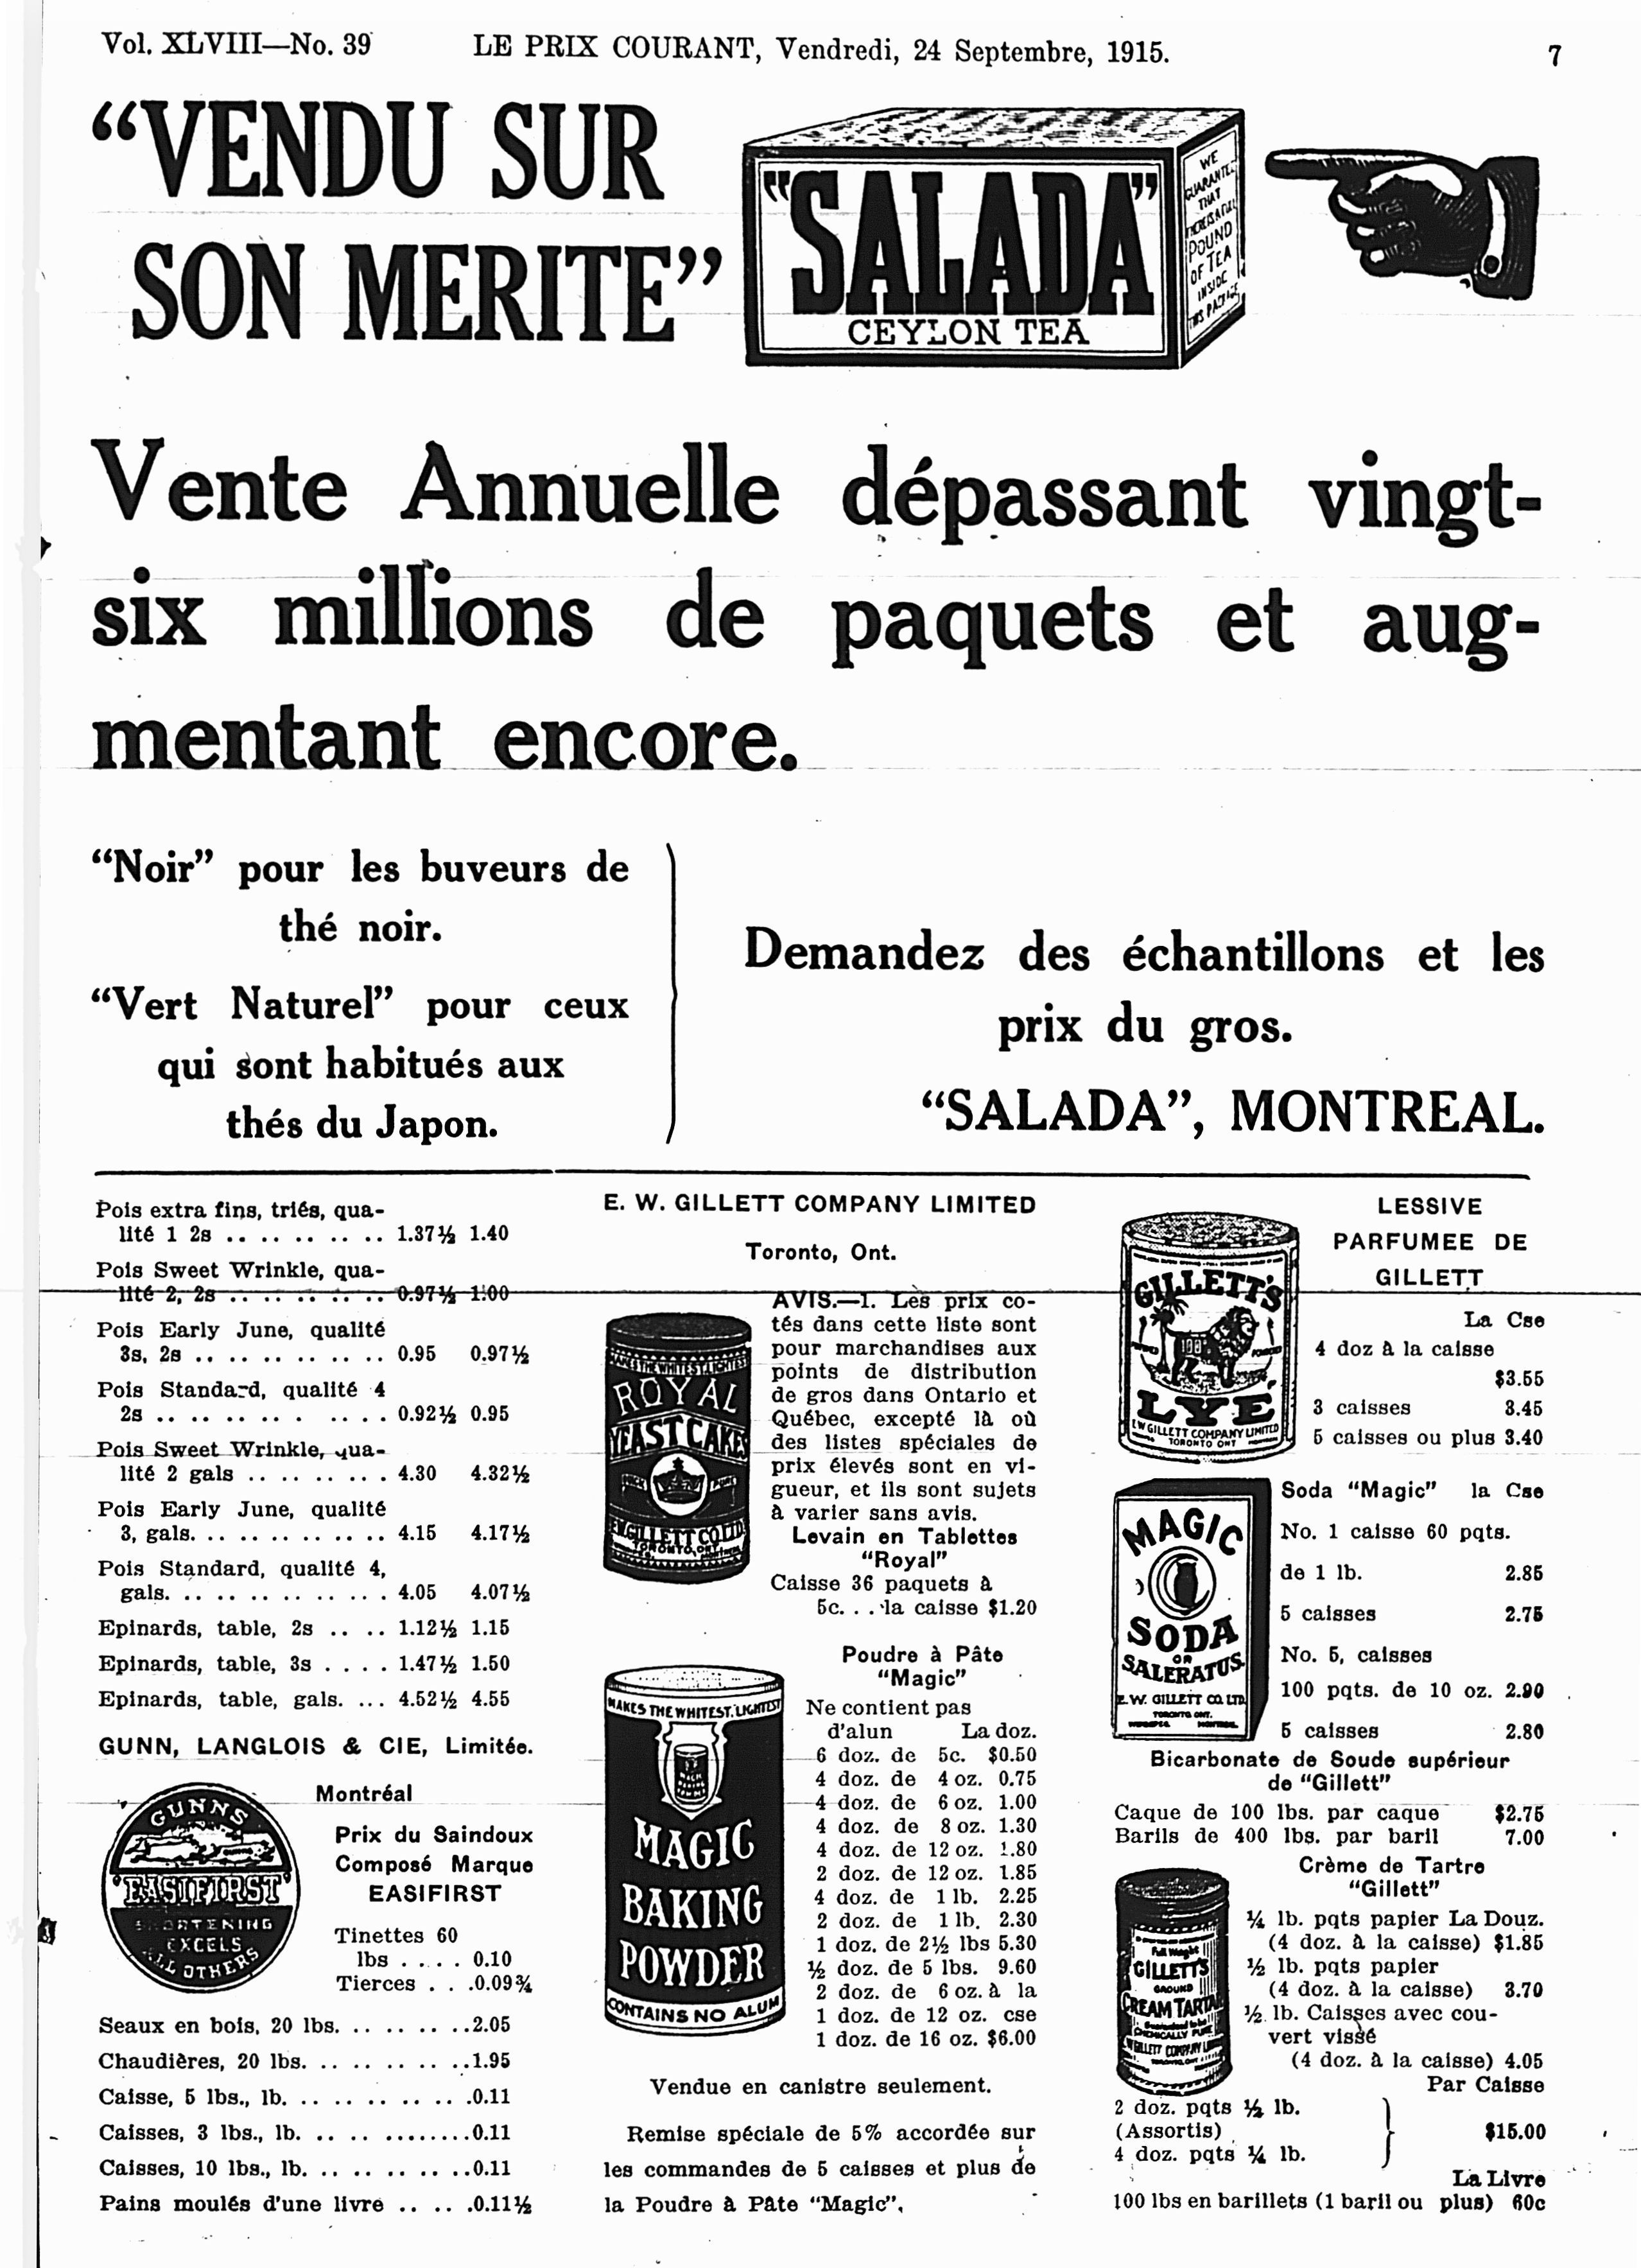 Vol. XLVIII—No. 39 LE PRIX COURANT, Vendredi, 24 Septembre, 1915. 7
“VENDU SUR
SON MERITE”
“SALADA”
CEYLON TEA
WE
GUARANTEE
THAT
THERE IS A FULL
POUND
OF TEA
INSIDE
THIS PACKAGE
Vente Annuelle dépassant vingt-
six millions de paquets et aug-
mentant encore.
“Noir” pour les buveurs de
thé noir.
“Vert Naturel” pour ceux
qui sont habitués aux
thés du Japon.
Demandez des échantillons et les
prix du gros.
“SALADA”, MONTREAL.
Pois extra fins, triés, qua-
lité 1 2s .. .. .. .. .. 1.37½ 1.40
Pois Sweet Wrinkle, qua-
lité 2, 2s .. .. .. .. .. 0.97½ 1.00
Pois Early June, qualité
3s, 2s .. .. .. .. .. .. 0.95 0.97½
Pois Standard, qualité 4
2s .. .. .. .. . .... 0.92½ 0.95
Pois Sweet Wrinkle, qua-
lité 2 gals .. .. .. .. . 4.30 4.32½
Pois Early June, qualité
3, gals. .. .. .. .. .. .. 4.15 4.17½
Pois Standard, qualité 4,
gals. .. .. .. .. .. .. . 4.05 4.07½
Epinards, table, 2s .. .. 1.12½ 1.15
Epinards, table, 3s .... 1.47½ 1.50
Epinards, table, gals. ... 4.52½ 4.55
GUNN, LANGLOIS & CIE, Limitée.
Montréal
GUNNS
“EASIFIRST”
SHORTENING
EXCELS
ALL OTHERS
Prix du Saindoux
Composé Marque
EASIFIRST
Tinettes 60
lbs .... 0.10
Tierces . . .0.09¾
Seaux en bois, 20 lbs. .. .. .. ..2.05
Chaudières, 20 lbs. .. .. .. .. ..1.95
Caisse, 5 lbs., lb. .. .. .. .. .. .0.11
Caisses, 3 lbs., lb. .. .. ........0.11
Caisses, 10 lbs., lb. .. .. .. .. ..0.11
Pains moulés d'une livre .. .. .0.11½
E. W. GILLETT COMPANY LIMITED
Toronto, Ont.
MAKES THE WHITEST, LIGHTEST
ROYAL
YEAST CAKES
E.W.GILLETT CO. LTD.
TORONTO, ONT.
AVIS.—1. Les prix co-
tés dans cette liste sont
pour marchandises aux
points de distribution
de gros dans Ontario et
Québec, excepté là où
des listes spéciales de
prix élevés sont en vi-
gueur, et ils sont sujets
à varier sans avis.
Levain en Tablettes
“Royal”
Caisse 36 paquets à
5c. . . .la caisse $1.20
MAKES THE WHITEST, LIGHTEST
MAGIC
BAKING
POWDER
CONTAINS NO ALUM
Poudre à Pâte
“Magic”
Ne contient pas
d'alun La doz.
6 doz. de 5c. $0.50
4 doz. de 4 oz. 0.75
4 doz. de 6 oz. 1.00
4 doz. de 8 oz. 1.30
4 doz. de 12 oz. 1.80
2 doz. de 12 oz. 1.85
4 doz. de 1 lb. 2.25
2 doz. de 1 lb. 2.30
1 doz. de 2½ lbs 5.30
½ doz. de 5 lbs. 9.60
2 doz. de 6 oz. à la
1 doz. de 12 oz. cse
1 doz. de 16 oz. $6.00
Vendue en canistre seulement.
Remise spéciale de 5% accordée sur
les commandes de 5 caisses et plus de
la Poudre à Pâte “Magic”.
GILLETT'S
LYE
E.W.GILLETT COMPANY LIMITED
TORONTO ONT
LESSIVE
PARFUMEE DE
GILLETT
La Cse
4 doz à la caisse
$3.55
3 caisses 3.45
5 caisses ou plus 3.40
MAGIC
SODA
OR
SALERATUS
E.W. GILLETT CO. LTD.
TORONTO ONT.
Soda “Magic” la Cse
No. 1 caisse 60 pqts.
de 1 lb. 2.85
5 caisses 2.75
No. 5, caisses
100 pqts. de 10 oz. 2.90
5 caisses 2.80
Bicarbonate de Soude supérieur
de “Gillett”
Caque de 100 lbs. par caque $2.75
Barils de 400 lbs. par baril 7.00
Full Weight
GILLETT'S
GROUND
CREAM TARTAR
CHEMICALLY PURE
Crème de Tartre
“Gillett”
¼ lb. pqts papier La Douz.
(4 doz. à la caisse) $1.85
½ lb. pqts papier
(4 doz. à la caisse) 3.70
½ lb. Caisses avec cou-
vert vissé
(4 doz. à la caisse) 4.05
Par Caisse
2 doz. pqts ½ lb.
(Assortis) $15.00
4 doz. pqts ¼ lb.
La Livre
100 lbs en barillets (1 baril ou plus) 60c